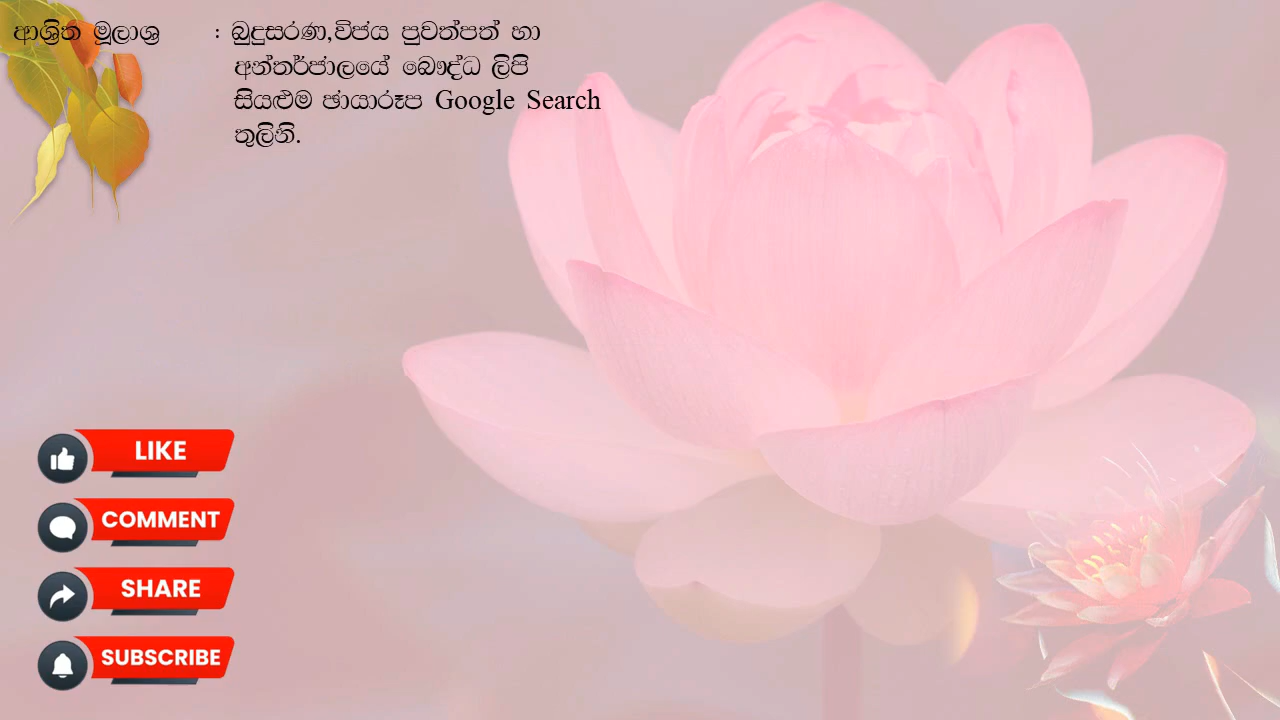 ආශ්‍රිත මූලාශ්‍ර : බුදුසරණ,විජය පුවත්පත් හා
අන්තර්ජාලයේ බෞද්ධ ලිපි
සියළුම ඡායාරූප Google Search
තුලිනි.
LIKE
COMMENT
SHARE
SUBSCRIBE